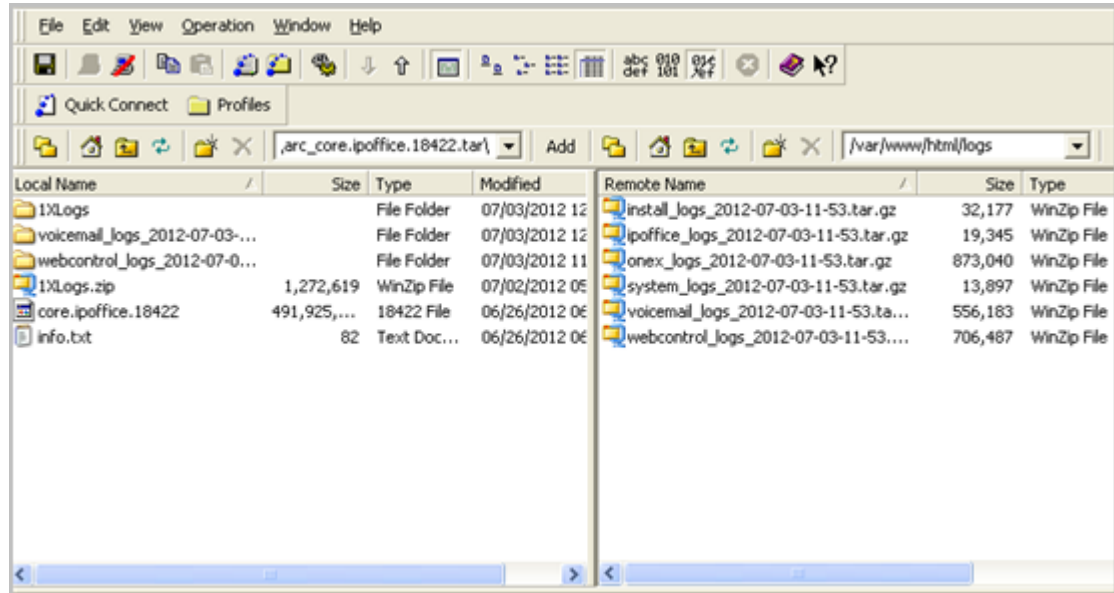 File Edit View Operation Window Help
abc def 010 101
Quick Connect Profiles
,arc_core.ipoffice.18422.tar\ Add /var/www/html/logs
Local Name / Size Type Modified Remote Name / Size Type
1XLogs File Folder 07/03/2012 12 install_logs_2012-07-03-11-53.tar.gz 32,177 WinZip File
voicemail_logs_2012-07-03-... File Folder 07/03/2012 12 ipoffice_logs_2012-07-03-11-53.tar.gz 19,345 WinZip File
webcontrol_logs_2012-07-0... File Folder 07/03/2012 11 onex_logs_2012-07-03-11-53.tar.gz 873,040 WinZip File
1XLogs.zip 1,272,619 WinZip File 07/02/2012 05 system_logs_2012-07-03-11-53.tar.gz 13,897 WinZip File
core.ipoffice.18422 491,925,... 18422 File 06/26/2012 06 voicemail_logs_2012-07-03-11-53.ta... 556,183 WinZip File
info.txt 82 Text Doc... 06/26/2012 06 webcontrol_logs_2012-07-03-11-53.... 706,487 WinZip File